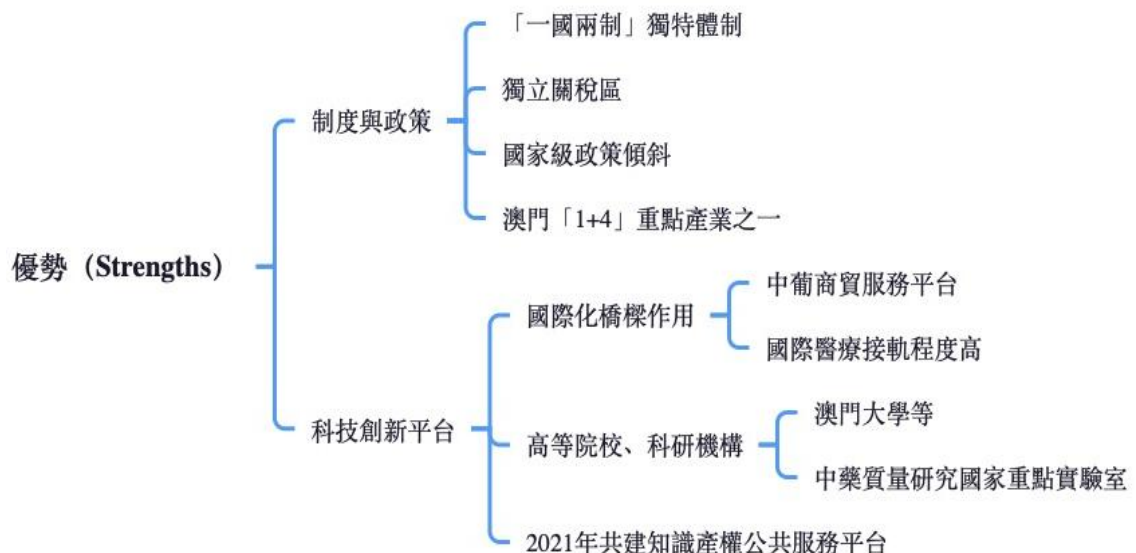 優勢（Strengths）
制度與政策
「一國兩制」獨特體制
獨立關稅區
國家級政策傾斜
澳門「1+4」重點產業之一
科技創新平台
國際化橋樑作用
中葡商貿服務平台
國際醫療接軌程度高
高等院校、科研機構
澳門大學等
中藥質量研究國家重點實驗室
2021年共建知識產權公共服務平台